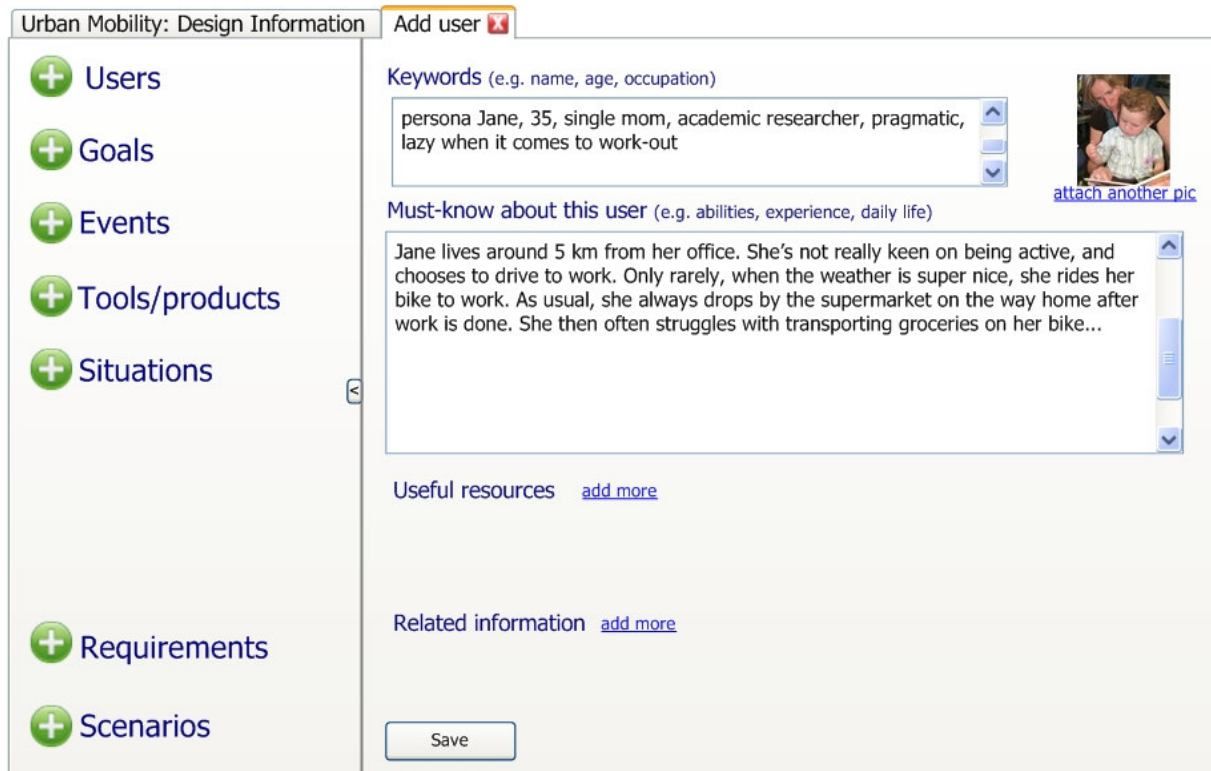 Urban Mobility: Design Information
Add user
Users
Goals
Events
Tools/products
Situations
<
Requirements
Scenarios
Keywords (e.g. name, age, occupation)
persona Jane, 35, single mom, academic researcher, pragmatic,
lazy when it comes to work-out
attach another pic
Must-know about this user (e.g. abilities, experience, daily life)
Jane lives around 5 km from her office. She's not really keen on being active, and
chooses to drive to work. Only rarely, when the weather is super nice, she rides her
bike to work. As usual, she always drops by the supermarket on the way home after
work is done. She then often struggles with transporting groceries on her bike...
Useful resources add more
Related information add more
Save